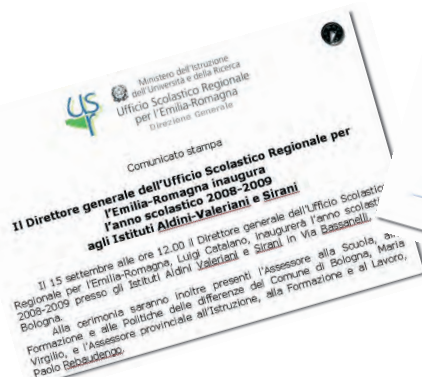 USR
Ministero dell'Istruzione
dell'Università e della Ricerca
Ufficio Scolastico Regionale
per l'Emilia-Romagna
Direzione Generale
Comunicato stampa
Il Direttore generale dell'Ufficio Scolastico Regionale per
l'Emilia-Romagna inaugura
l'anno scolastico 2008-2009
agli Istituti Aldini-Valeriani e Sirani
Il 15 settembre alle ore 12.00 il Direttore generale dell'Ufficio Scolastico
Regionale per l'Emilia-Romagna, Luigi Catalano, inaugurerà l'anno
2008-2009 presso gli Istituti Aldini Valeriani e Sirani in Via Bassanelli,
Bologna.
Alla cerimonia saranno inoltre presenti l'Assessore alla Scuola,
Formazione e alle Politiche delle differenze del Comune di Bologna, Maria
Virgilio, e l'Assessore provinciale all'Istruzione, alla Formazione e al Lavoro,
Paolo Rebaudengo.